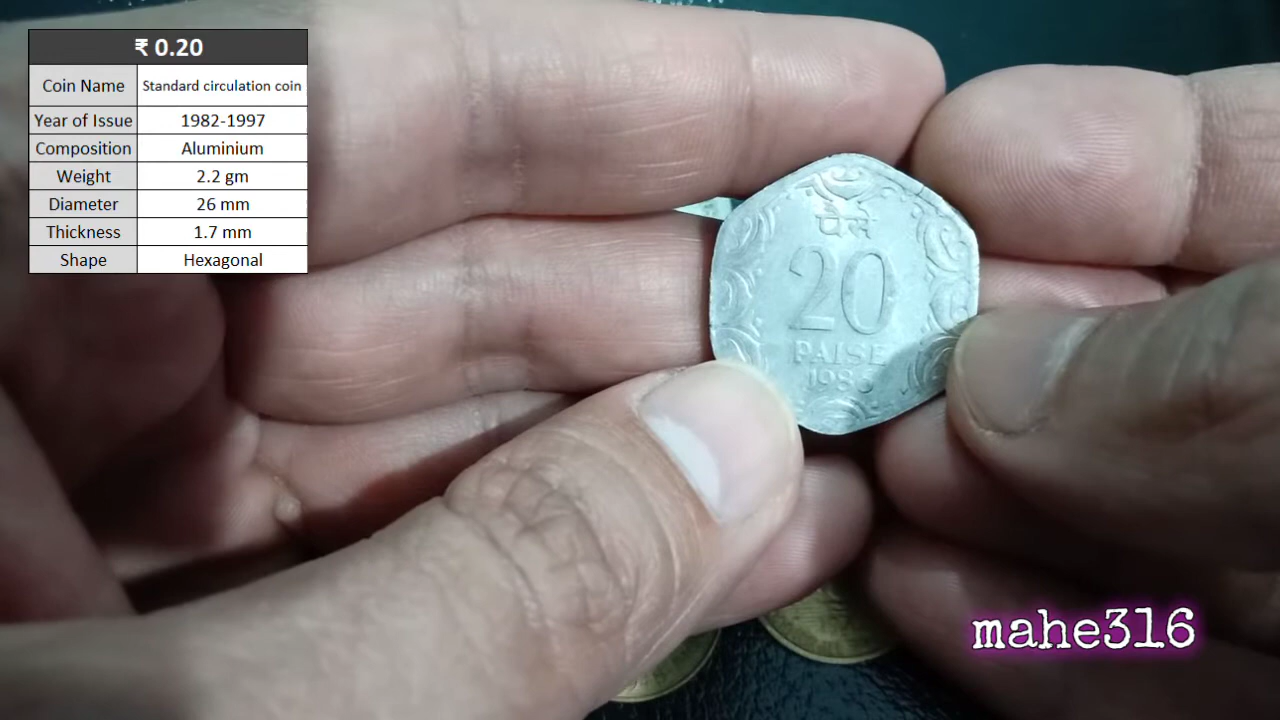 ₹ 0.20
Coin Name Standard circulation coin
Year of Issue 1982-1997
Composition Aluminium
Weight 2.2 gm
Diameter 26 mm
Thickness 1.7 mm
Shape Hexagonal
पैसे
20
PAISE
1986
mahe316